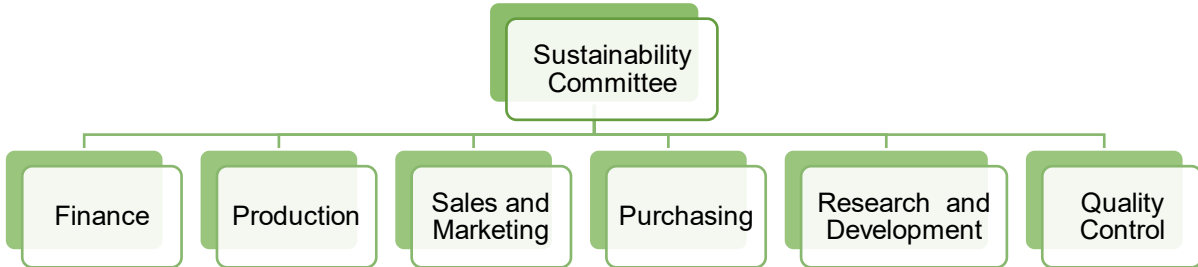 Sustainability
Committee
Finance
Production
Sales and
Marketing
Purchasing
Research and
Development
Quality
Control